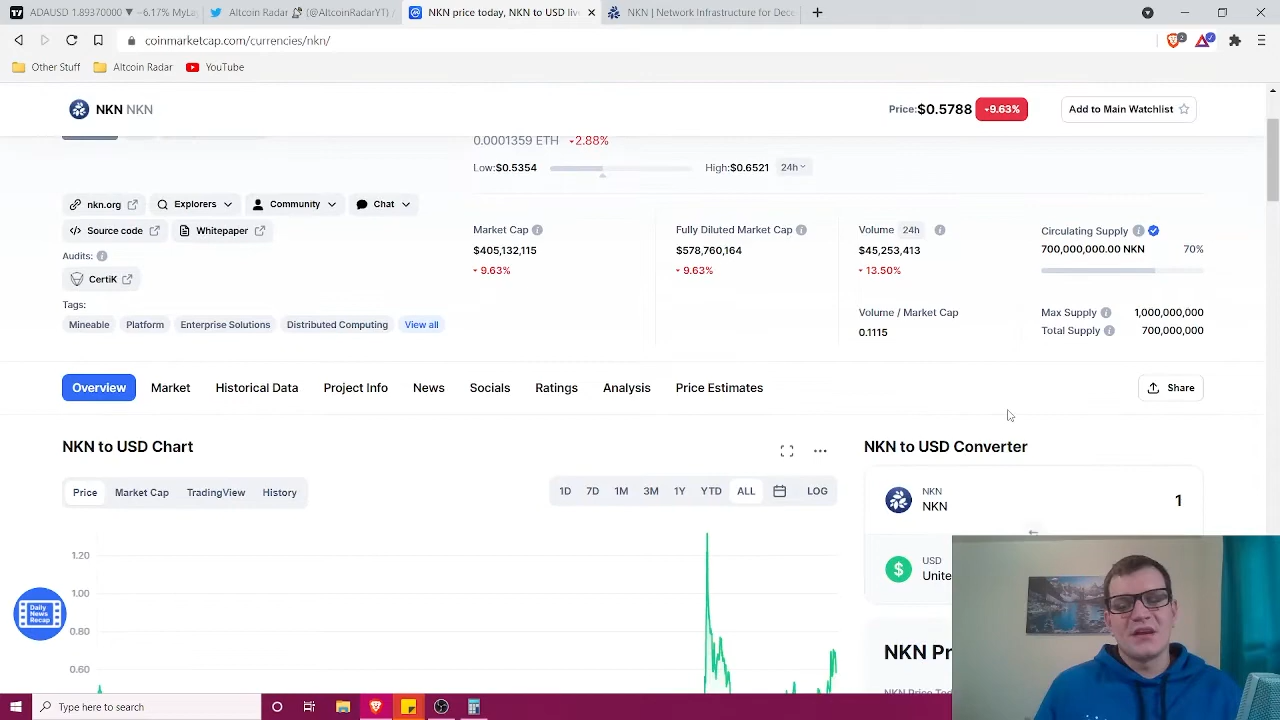 ADAUSD 1.89370000 ▼ −6.17% MyLa
Altcoin Radar (@AltcoinRadarYT) /
NKN price today, NKN to USD live
NKN | Network Infrastructure for Dece
coinmarketcap.com/currencies/nkn/
Other Stuff
Altcoin Radar
YouTube
NKN NKN
Price: $0.5788
9.63%
Add to Main Watchlist
0.0001359 ETH 2.88%
Low: $0.5354
High: $0.6521
24h
nkn.org
Explorers
Community
Chat
Source code
Whitepaper
Audits:
CertiK
Tags:
Mineable
Platform
Enterprise Solutions
Distributed Computing
View all
Market Cap
$405,132,115
9.63%
Fully Diluted Market Cap
$578,760,164
9.63%
Volume 24h
$45,253,413
13.50%
Volume / Market Cap
0.1115
Circulating Supply
700,000,000.00 NKN 70%
Max Supply 1,000,000,000
Total Supply 700,000,000
Overview
Market
Historical Data
Project Info
News
Socials
Ratings
Analysis
Price Estimates
Share
NKN to USD Chart
Price
Market Cap
TradingView
History
1D
7D
1M
3M
1Y
YTD
ALL
LOG
1.20
1.00
0.80
0.60
Daily
News
Recap
NKN to USD Converter
NKN
NKN
1
USD
Unite
NKN Pr
Type here to search